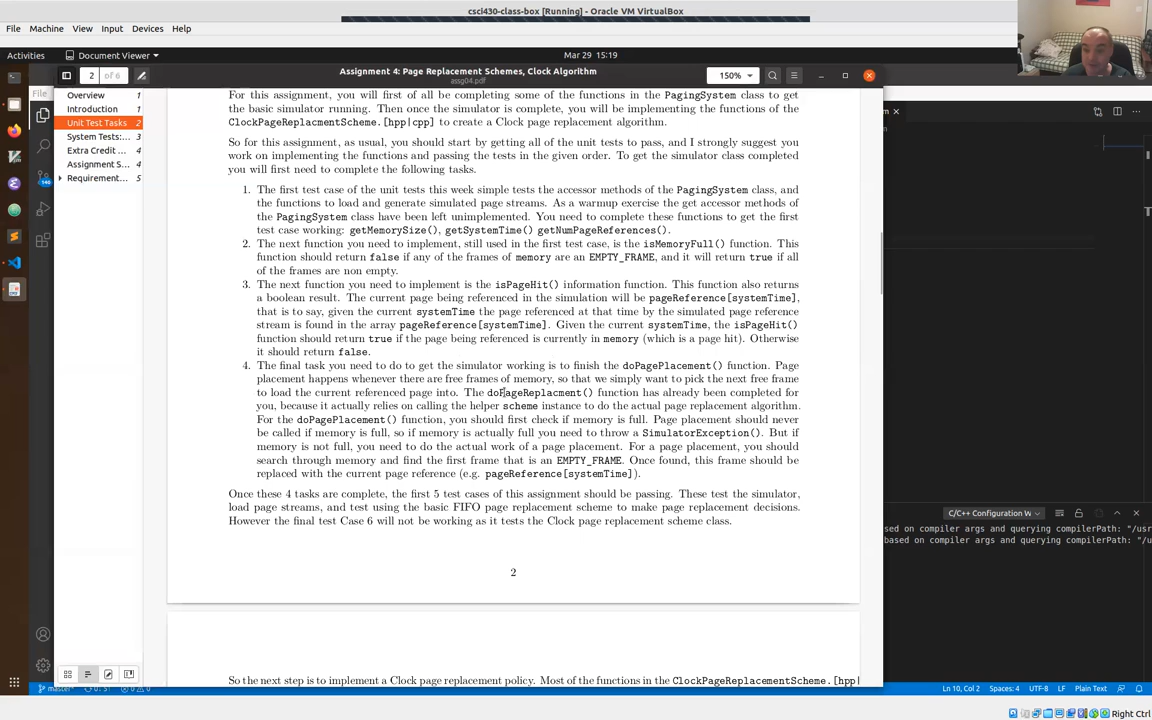 csci430-class-box [Running] - Oracle VM VirtualBox
File Machine View Input Devices Help
Activities Document Viewer Mar 29 15:19
2 of 6 Assignment 4: Page Replacement Schemes, Clock Algorithm 150%
assg04.pdf
File
Overview 1
Introduction 1
Unit Test Tasks 2
System Tests:... 3
Extra Credit ... 4
Assignment S... 4
Requirement... 5
For this assignment, you will first of all be completing some of the functions in the PagingSystem class to get
the basic simulator running. Then once the simulator is complete, you will be implementing the functions of the
ClockPageReplacmentScheme.[hpp|cpp] to create a Clock page replacement algorithm.
So for this assignment, as usual, you should start by getting all of the unit tests to pass, and I strongly suggest you
work on implementing the functions and passing the tests in the given order. To get the simulator class completed
you will first need to complete the following tasks.
1. The first test case of the unit tests this week simple tests the accessor methods of the PagingSystem class, and
the functions to load and generate simulated page streams. As a warmup exercise the get accessor methods of
the PagingSystem class have been left unimplemented. You need to complete these functions to get the first
test case working: getMemorySize(), getSystemTime() getNumPageReferences().
2. The next function you need to implement, still used in the first test case, is the isMemoryFull() function. This
function should return false if any of the frames of memory are an EMPTY_FRAME, and it will return true if all
of the frames are non empty.
3. The next function you need to implement is the isPageHit() information function. This function also returns
a boolean result. The current page being referenced in the simulation will be pageReference[systemTime],
that is to say, given the current systemTime the page referenced at that time by the simulated page reference
stream is found in the array pageReference[systemTime]. Given the current systemTime, the isPageHit()
function should return true if the page being referenced is currently in memory (which is a page hit). Otherwise
it should return false.
4. The final task you need to do to get the simulator working is to finish the doPagePlacement() function. Page
placement happens whenever there are free frames of memory, so that we simply want to pick the next free frame
to load the current referenced page into. The doPageReplacment() function has already been completed for
you, because it actually relies on calling the helper scheme instance to do the actual page replacement algorithm.
For the doPagePlacement() function, you should first check if memory is full. Page placement should never
be called if memory is full, so if memory is actually full you need to throw a SimulatorException(). But if
memory is not full, you need to do the actual work of a page placement. For a page placement, you should
search through memory and find the first frame that is an EMPTY_FRAME. Once found, this frame should be
replaced with the current page reference (e.g. pageReference[systemTime]).
Once these 4 tasks are complete, the first 5 test cases of this assignment should be passing. These test the simulator,
load page streams, and test using the basic FIFO page replacement scheme to make page replacement decisions.
However the final test Case 6 will not be working as it tests the Clock page replacement scheme class.
2
So the next step is to implement a Clock page replacement policy. Most of the functions in the ClockPageReplacementScheme.[hpp|
C/C++ Configuration W
ased on compiler args and querying compilerPath: "/us
based on compiler args and querying compilerPath: "/u
master Ln 10, Col 2 Spaces: 4 UTF-8 LF Plain Text
Right Ctrl